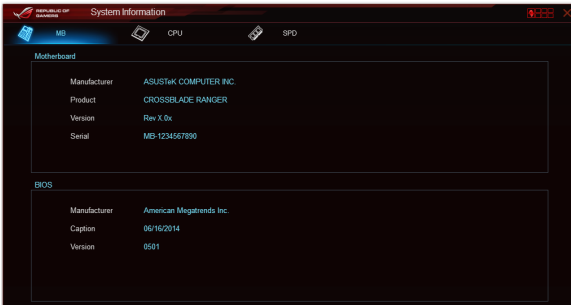 REPUBLIC OF GAMERS System Information
MB CPU SPD
Motherboard
Manufacturer ASUSTeK COMPUTER INC.
Product CROSSBLADE RANGER
Version Rev X.0x
Serial MB-1234567890
BIOS
Manufacturer American Megatrends Inc.
Caption 06/16/2014
Version 0501